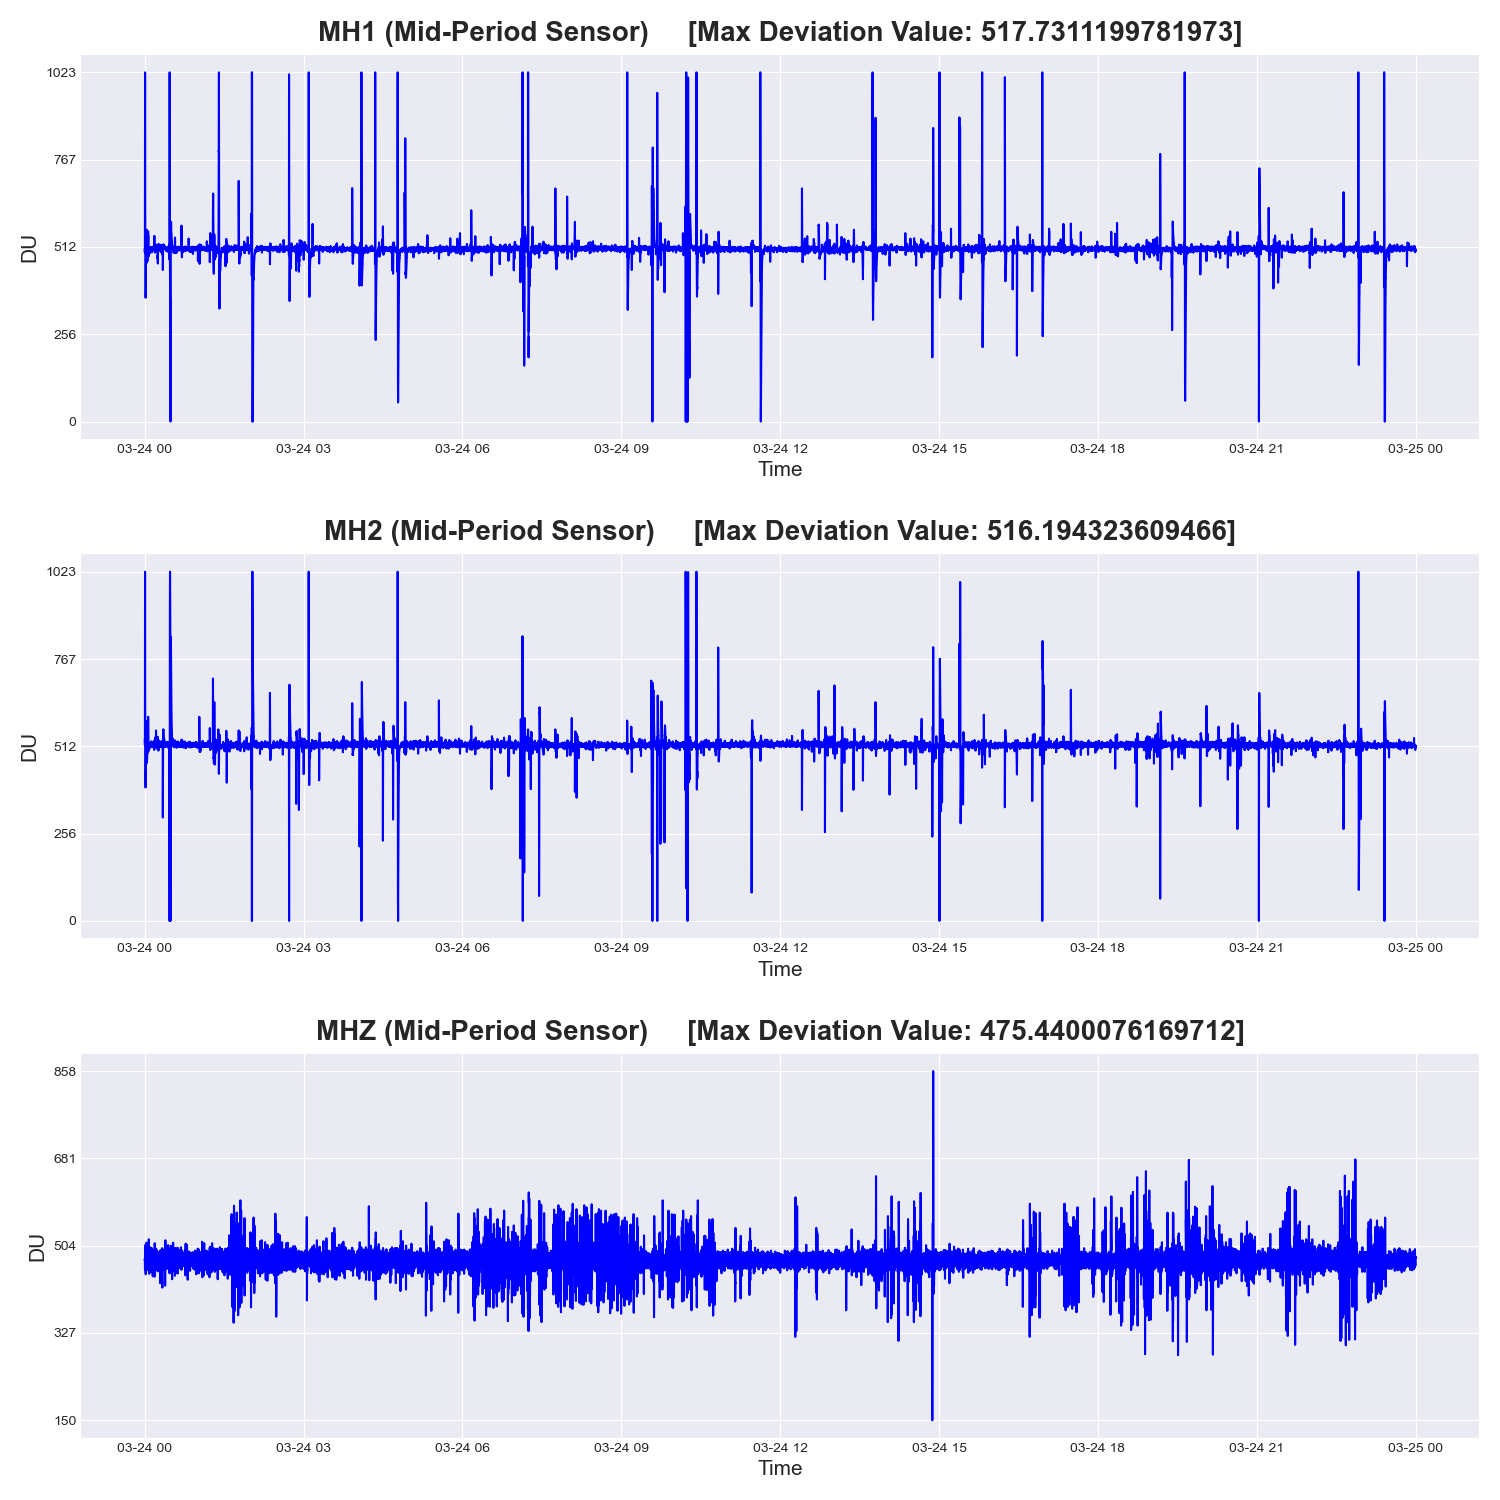 MH1 (Mid-Period Sensor) [Max Deviation Value: 517.7311199781973]
1023
767
512
256
0
DU
03-24 00 03-24 03 03-24 06 03-24 09 03-24 12 03-24 15 03-24 18 03-24 21 03-25 00
Time
MH2 (Mid-Period Sensor) [Max Deviation Value: 516.194323609466]
1023
767
512
256
0
DU
03-24 00 03-24 03 03-24 06 03-24 09 03-24 12 03-24 15 03-24 18 03-24 21 03-25 00
Time
MHZ (Mid-Period Sensor) [Max Deviation Value: 475.4400076169712]
858
681
504
327
150
DU
03-24 00 03-24 03 03-24 06 03-24 09 03-24 12 03-24 15 03-24 18 03-24 21 03-25 00
Time